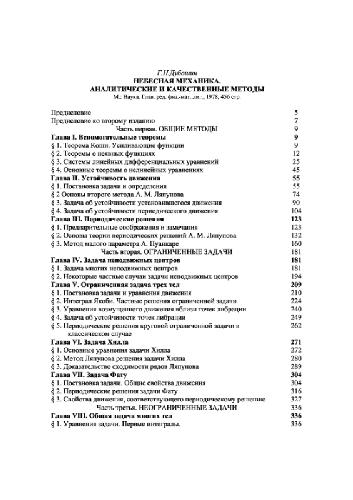 Г.Н.Дубошин
НЕБЕСНАЯ МЕХАНИКА.
АНАЛИТИЧЕСКИЕ И КАЧЕСТВЕННЫЕ МЕТОДЫ
М.: Наука, Глав. ред. физ.-мат. лит., 1978, 456 стр.
Предисловие 5
Предисловие ко второму изданию 7
Часть первая. ОБЩИЕ МЕТОДЫ 9
Глава I. Вспомогательные теоремы 9
§ 1. Теорема Коши. Усиливающие функции 9
§ 2. Теоремы о неявных функциях 12
§ 3. Системы линейных дифференциальных уравнений 25
§ 4. Основные теоремы о нелинейных уравнениях 45
Глава II. Устойчивость движения 55
§ 1. Постановка задачи и определения 55
§ 2 Основы второго метода А. М. Ляпунова 74
§ 3. Задача об устойчивости установившегося движения 90
§ 4. Задача об устойчивости периодического движения 104
Глава III. Периодические решения 123
§ 1. Предварительные соображения и замечания 123
§ 2. Основы теории периодических решений А. М. Ляпунова 132
§ 3. Метод малого параметра А. Пуанкаре 160
Часть вторая. ОГРАНИЧЕННЫЕ ЗАДАЧИ 181
Глава IV. Задача неподвижных центров 181
§ 1. Задача многих неподвижных центров 181
§ 2. Некоторые частные случаи задачи неподвижных центров 194
Глава V. Ограниченная задача трех тел 209
§ 1. Постановка задачи и уравнения движения 210
§ 2. Интеграл Якоби. Частные решения ограниченной задачи 224
§ 3. Уравнения возмущенного движения вблизи точек либрации 240
§ 4. Задача об устойчивости точек либрации 249
§ 5. Периодические решения круговой ограниченной задачи в 262
классическом случае
Глава VI. Задача Хилла 271
§ 1. Основные уравнения задачи Хилла 272
§ 2. Метод Ляпунова решения задачи Хилла 280
§ 3. Доказательство сходимости рядов Ляпунова 289
Глава VII. Задача Фату 304
§ 1. Постановка задачи. Общие свойства движения 304
§ 2. Периодические решения задачи Фату 316
§ 3. Свойства движения, соответствующего периодическому решению 327
Часть третья. НЕОГРАНИЧЕННЫЕ ЗАДАЧИ 336
Глава VIII. Общая задача многих тел 336
§ 1. Уравнения задачи. Первые интегралы. 336